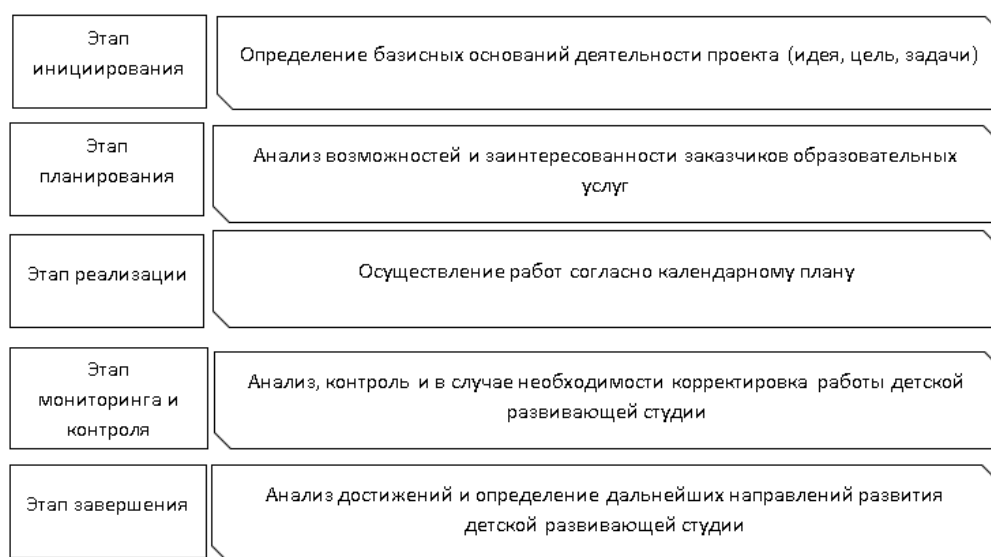 Этап
инициирования
Определение базисных оснований деятельности проекта (идея, цель, задачи)
Этап
планирования
Анализ возможностей и заинтересованности заказчиков образовательных
услуг
Этап реализации
Осуществление работ согласно календарному плану
Этап
мониторинга и
контроля
Анализ, контроль и в случае необходимости корректировка работы детской
развивающей студии
Этап завершения
Анализ достижений и определение дальнейших направлений развития
детской развивающей студии